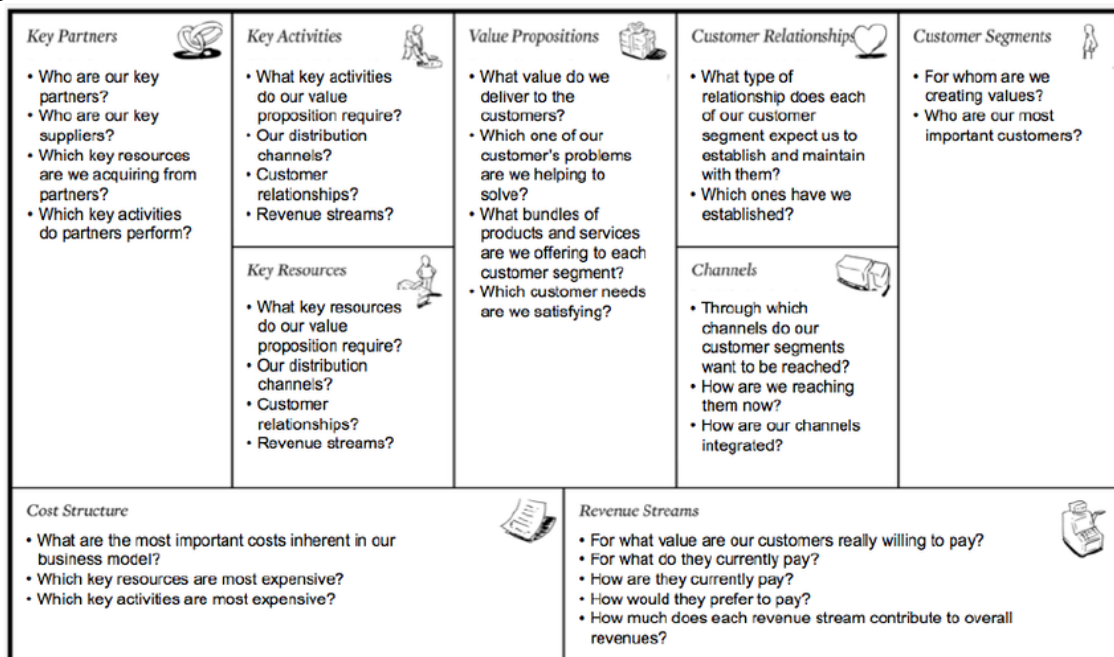 Key Partners
• Who are our key
partners?
• Who are our key
suppliers?
• Which key resources
are we acquiring from
partners?
• Which key activities
do partners perform?
Key Activities
• What key activities
do our value
proposition require?
• Our distribution
channels?
• Customer
relationships?
• Revenue streams?
Key Resources
• What key resources
do our value
proposition require?
• Our distribution
channels?
• Customer
relationships?
• Revenue streams?
Value Propositions
• What value do we
deliver to the
customers?
• Which one of our
customer's problems
are we helping to
solve?
• What bundles of
products and services
are we offering to each
customer segment?
• Which customer needs
are we satisfying?
Customer Relationships
• What type of
relationship does each
of our customer
segment expect us to
establish and maintain
with them?
• Which ones have we
established?
Channels
• Through which
channels do our
customer segments
want to be reached?
• How are we reaching
them now?
• How are our channels
integrated?
Customer Segments
• For whom are we
creating values?
• Who are our most
important customers?
Cost Structure
• What are the most important costs inherent in our
business model?
• Which key resources are most expensive?
• Which key activities are most expensive?
Revenue Streams
• For what value are our customers really willing to pay?
• For what do they currently pay?
• How are they currently pay?
• How would they prefer to pay?
• How much does each revenue stream contribute to overall
revenues?